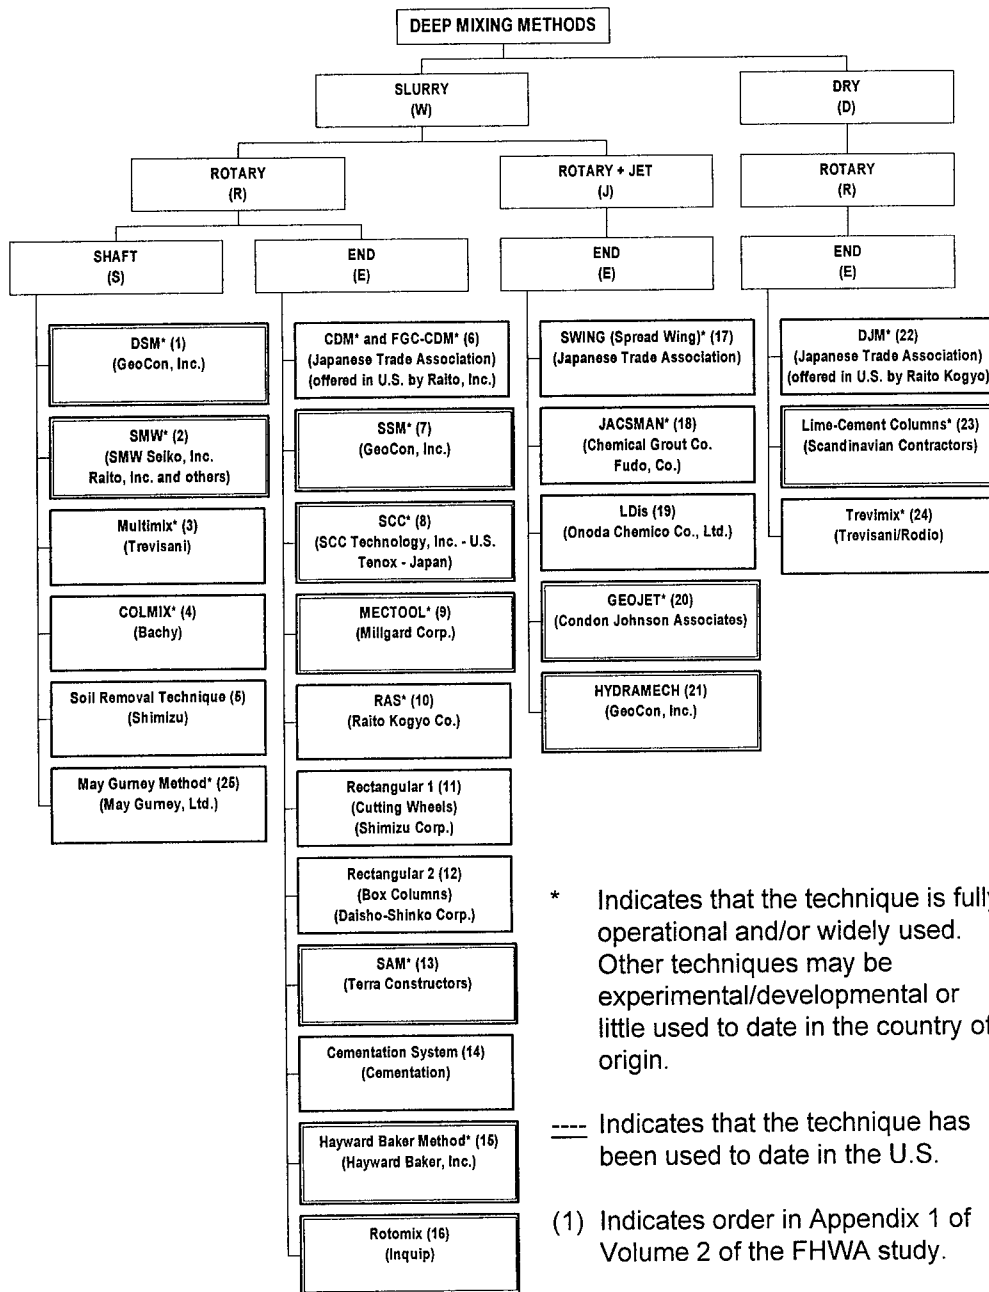 DEEP MIXING METHODS
SLURRY
(W)
DRY
(D)
ROTARY
(R)
ROTARY + JET
(J)
ROTARY
(R)
SHAFT
(S)
END
(E)
END
(E)
END
(E)
DSM* (1)
(GeoCon, Inc.)
SMW* (2)
(SMW Seiko, Inc.
Raito, Inc. and others)
Multimix* (3)
(Trevisani)
COLMIX* (4)
(Bachy)
Soil Removal Technique (5)
(Shimizu)
May Gurney Method* (25)
(May Gurney, Ltd.)
CDM* and FGC-CDM* (6)
(Japanese Trade Association)
(offered in U.S. by Raito, Inc.)
SSM* (7)
(GeoCon, Inc.)
SCC* (8)
(SCC Technology, Inc. - U.S.
Tenox - Japan)
MECTOOL* (9)
(Millgard Corp.)
RAS* (10)
(Raito Kogyo Co.)
Rectangular 1 (11)
(Cutting Wheels)
(Shimizu Corp.)
Rectangular 2 (12)
(Box Columns)
(Daisho-Shinko Corp.)
SAM* (13)
(Terra Constructors)
Cementation System (14)
(Cementation)
Hayward Baker Method* (15)
(Hayward Baker, Inc.)
Rotomix (16)
(Inquip)
SWING (Spread Wing)* (17)
(Japanese Trade Association)
JACSMAN* (18)
(Chemical Grout Co.
Fudo, Co.)
LDis (19)
(Onoda Chemico Co., Ltd.)
GEOJET* (20)
(Condon Johnson Associates)
HYDRAMECH (21)
(GeoCon, Inc.)
DJM* (22)
(Japanese Trade Association)
(offered in U.S. by Raito Kogyo)
Lime-Cement Columns* (23)
(Scandinavian Contractors)
Trevimix* (24)
(Trevisani/Rodio)
* Indicates that the technique is fully
operational and/or widely used.
Other techniques may be
experimental/developmental or
little used to date in the country of
origin.
---- Indicates that the technique has
been used to date in the U.S.
(1) Indicates order in Appendix 1 of
Volume 2 of the FHWA study.